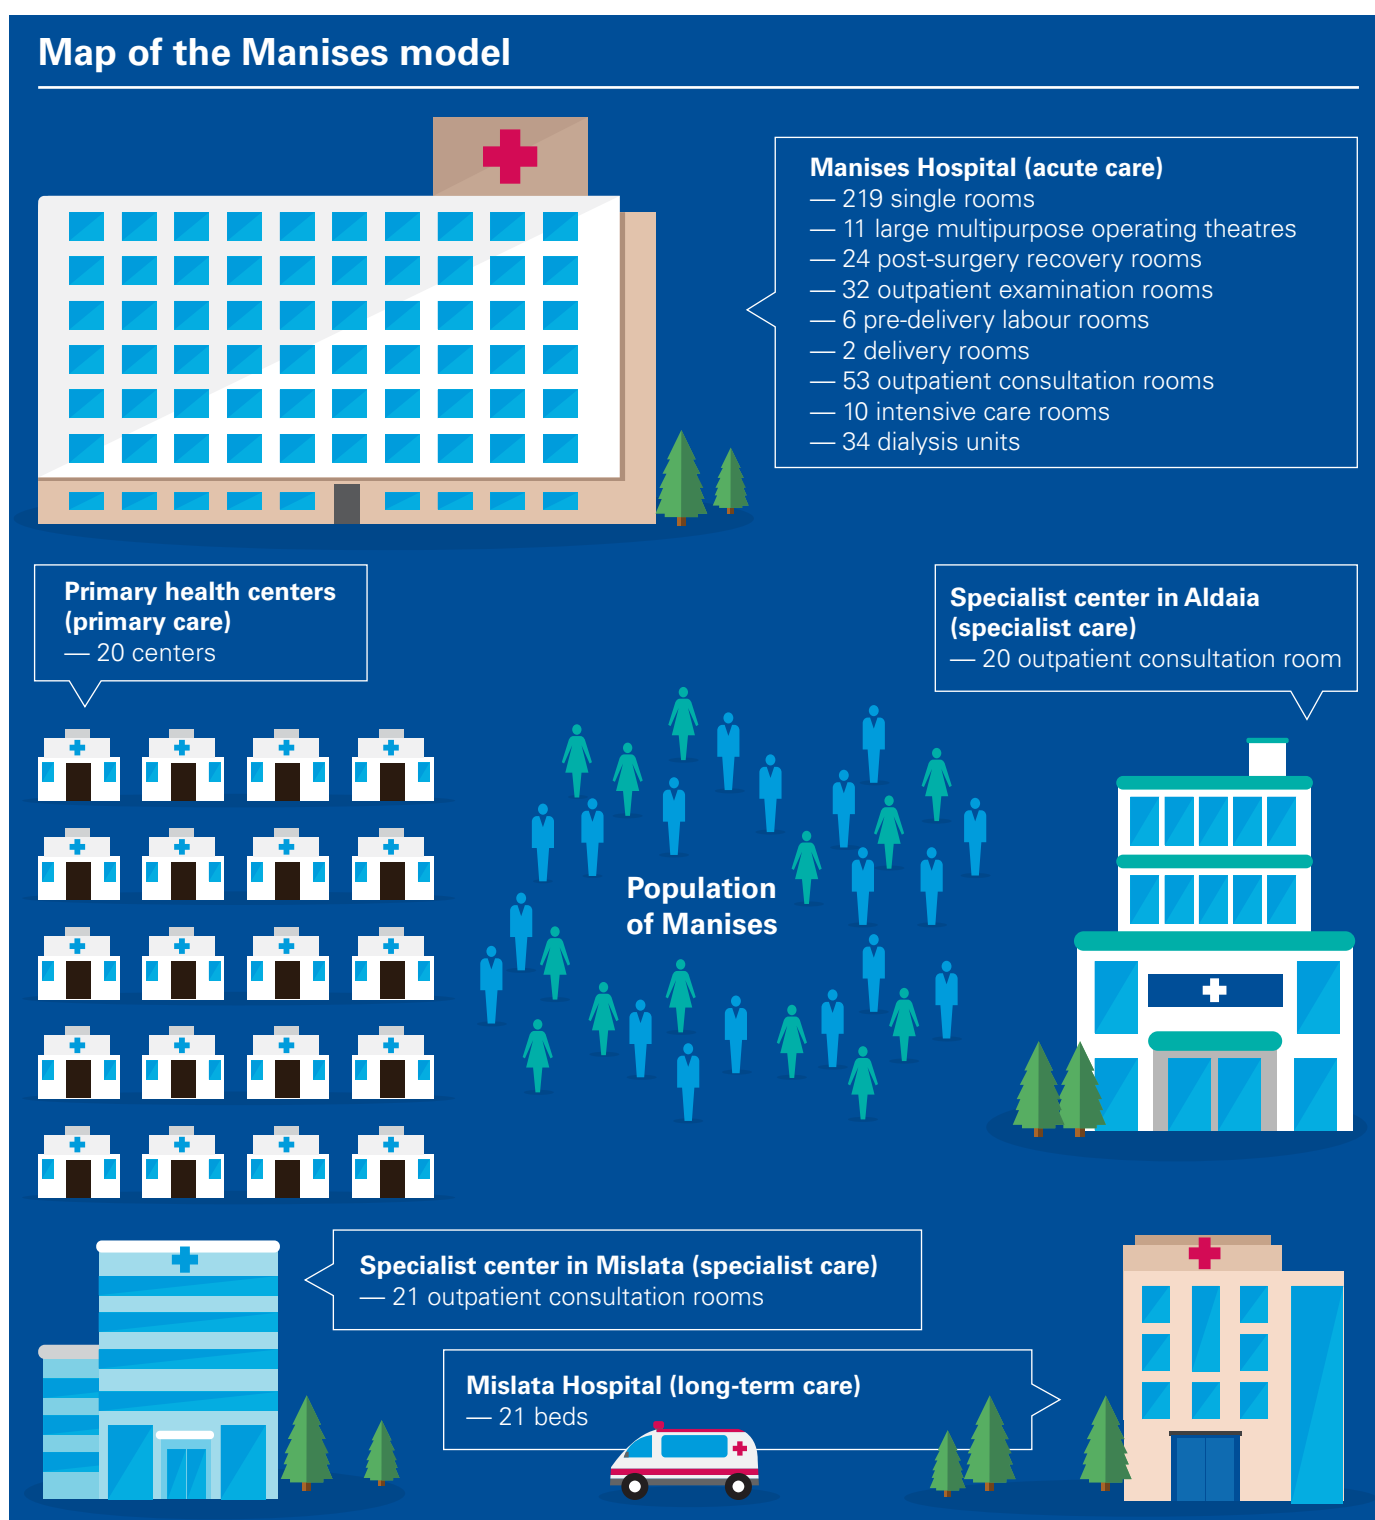 Map of the Manises model
Manises Hospital (acute care)
— 219 single rooms
— 11 large multipurpose operating theatres
— 24 post-surgery recovery rooms
— 32 outpatient examination rooms
— 6 pre-delivery labour rooms
— 2 delivery rooms
— 53 outpatient consultation rooms
— 10 intensive care rooms
— 34 dialysis units
Primary health centers
(primary care)
— 20 centers
Specialist center in Aldaia
(specialist care)
— 20 outpatient consultation room
Population
of Manises
Specialist center in Mislata (specialist care)
— 21 outpatient consultation rooms
Mislata Hospital (long-term care)
— 21 beds